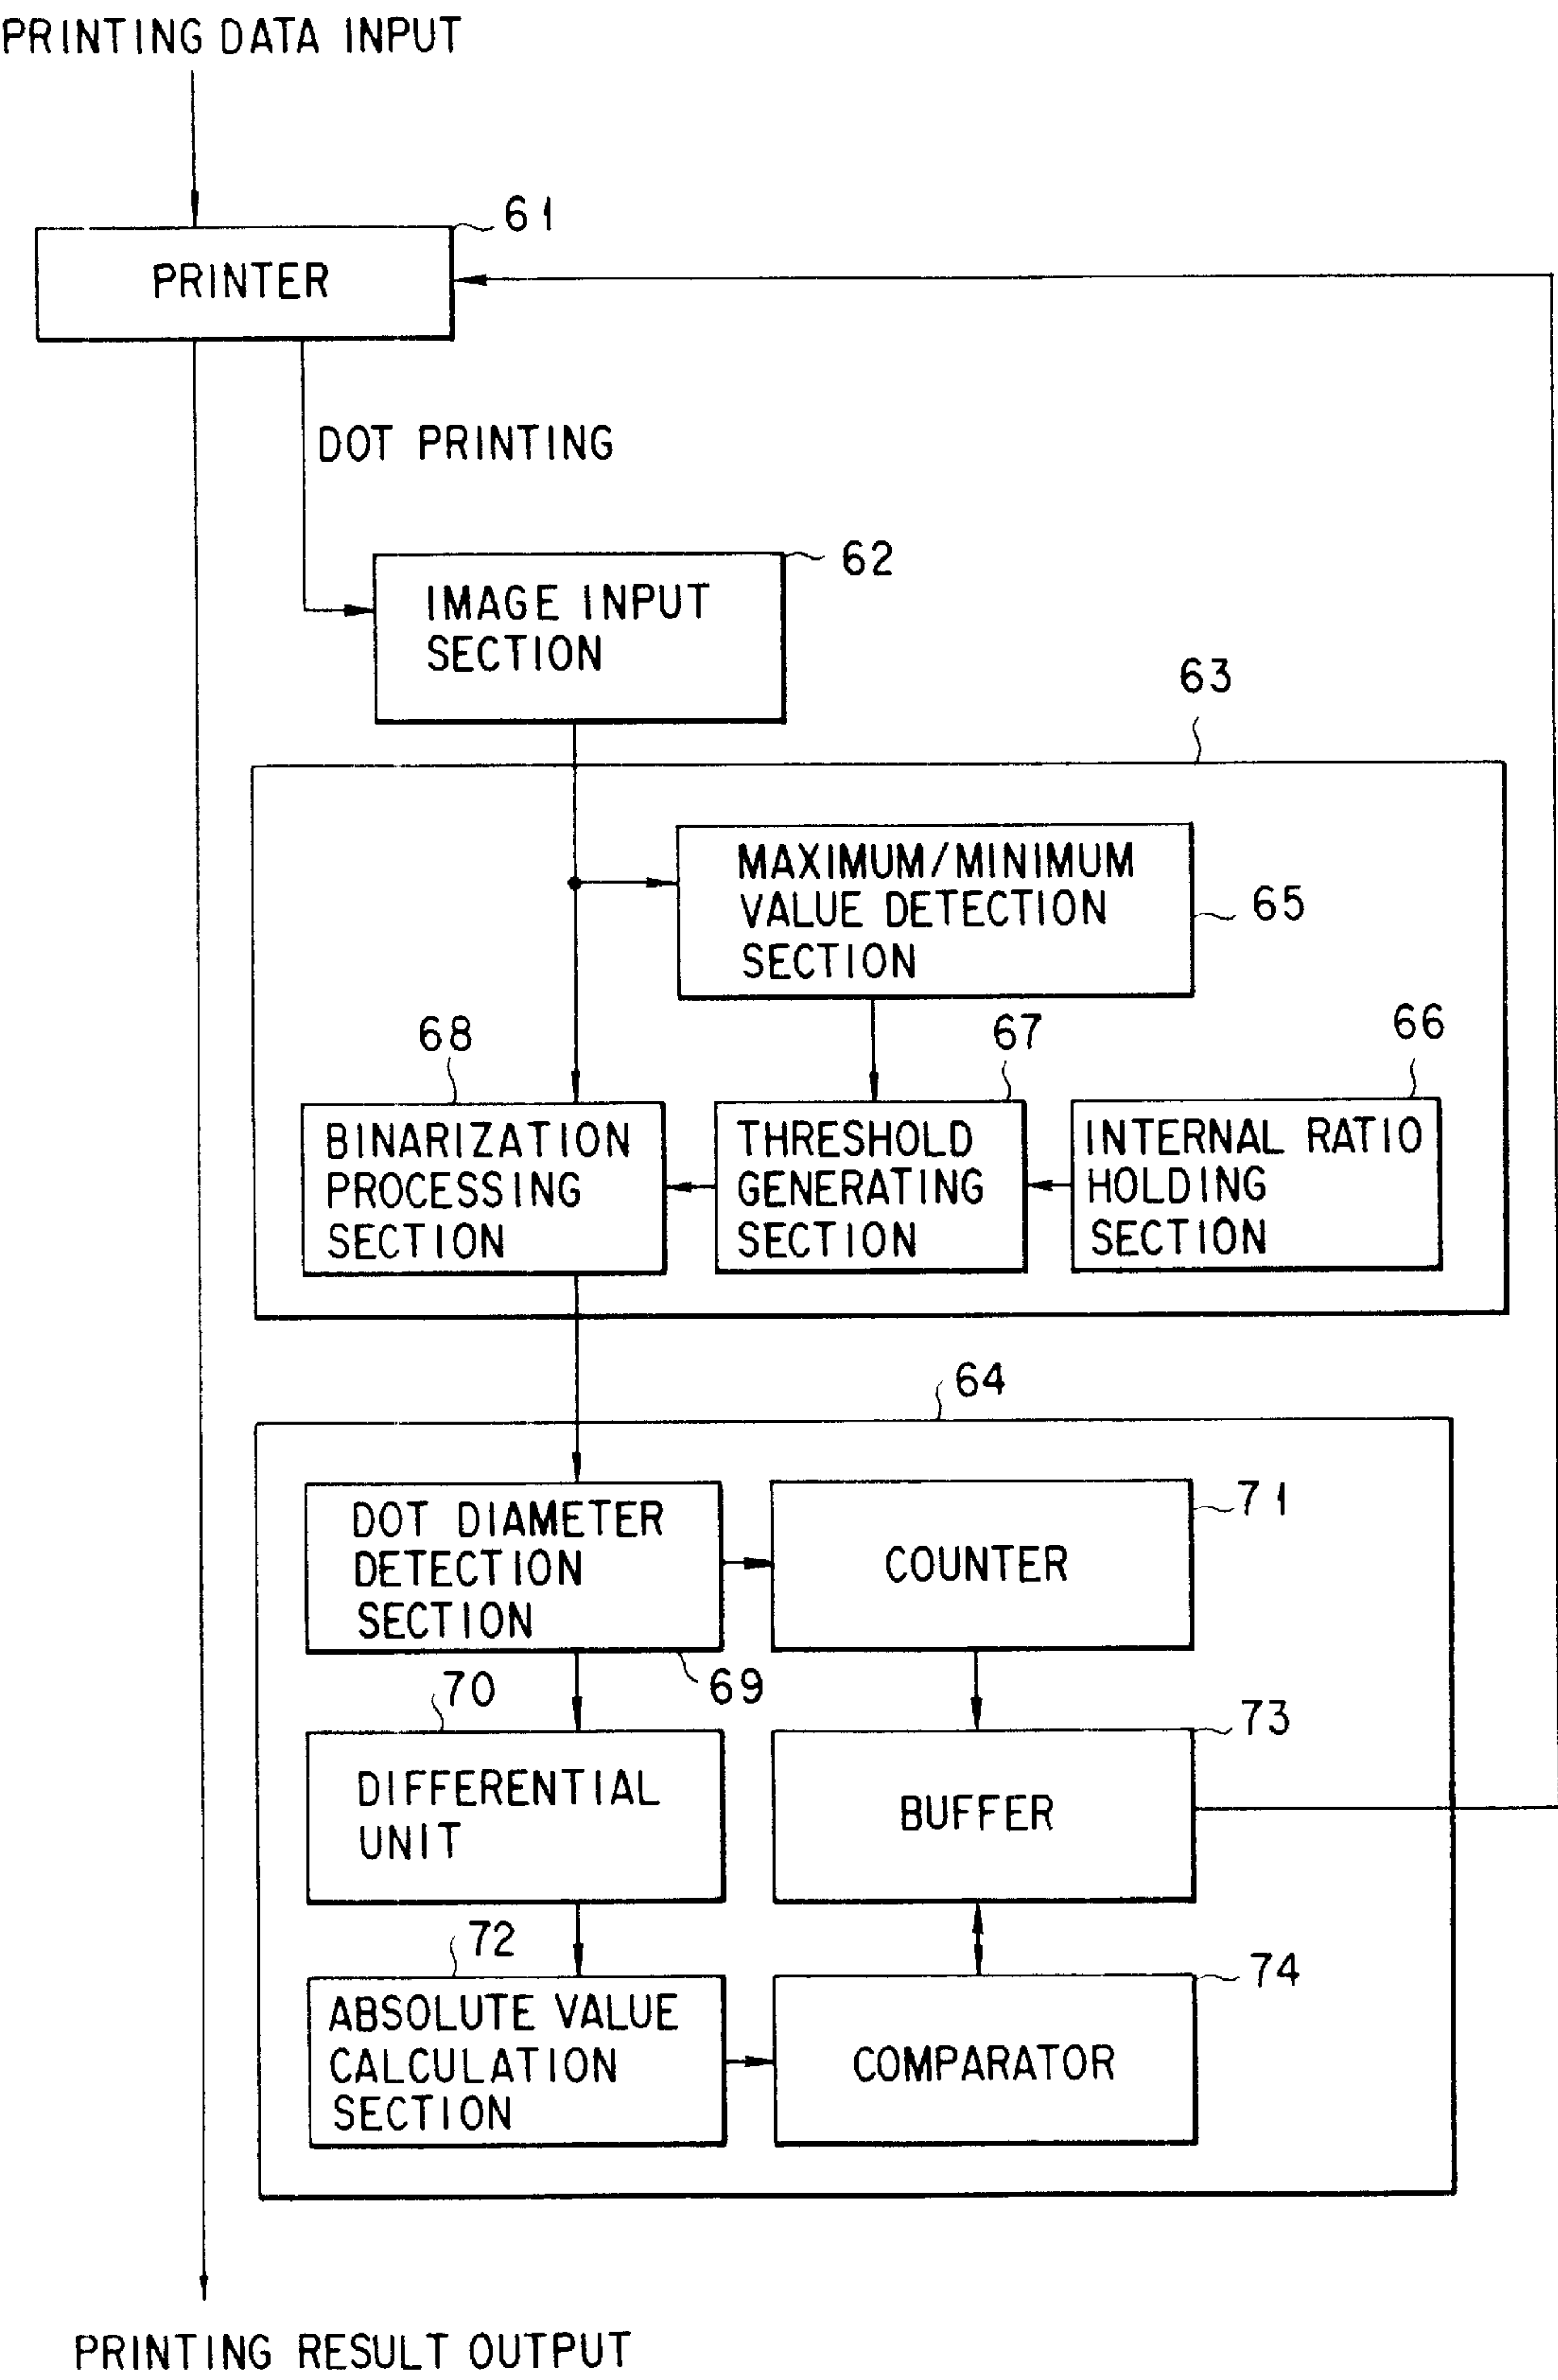 PRINTING DATA INPUT
61
PRINTER
DOT PRINTING
62
IMAGE INPUT
SECTION
63
MAXIMUM/MINIMUM
VALUE DETECTION
SECTION
65
68
67
66
BINARIZATION
PROCESSING
SECTION
THRESHOLD
GENERATING
SECTION
INTERNAL RATIO
HOLDING
SECTION
64
DOT DIAMETER
DETECTION
SECTION
69
COUNTER
71
70
DIFFERENTIAL
UNIT
BUFFER
73
72
ABSOLUTE VALUE
CALCULATION
SECTION
COMPARATOR
74
PRINTING RESULT OUTPUT